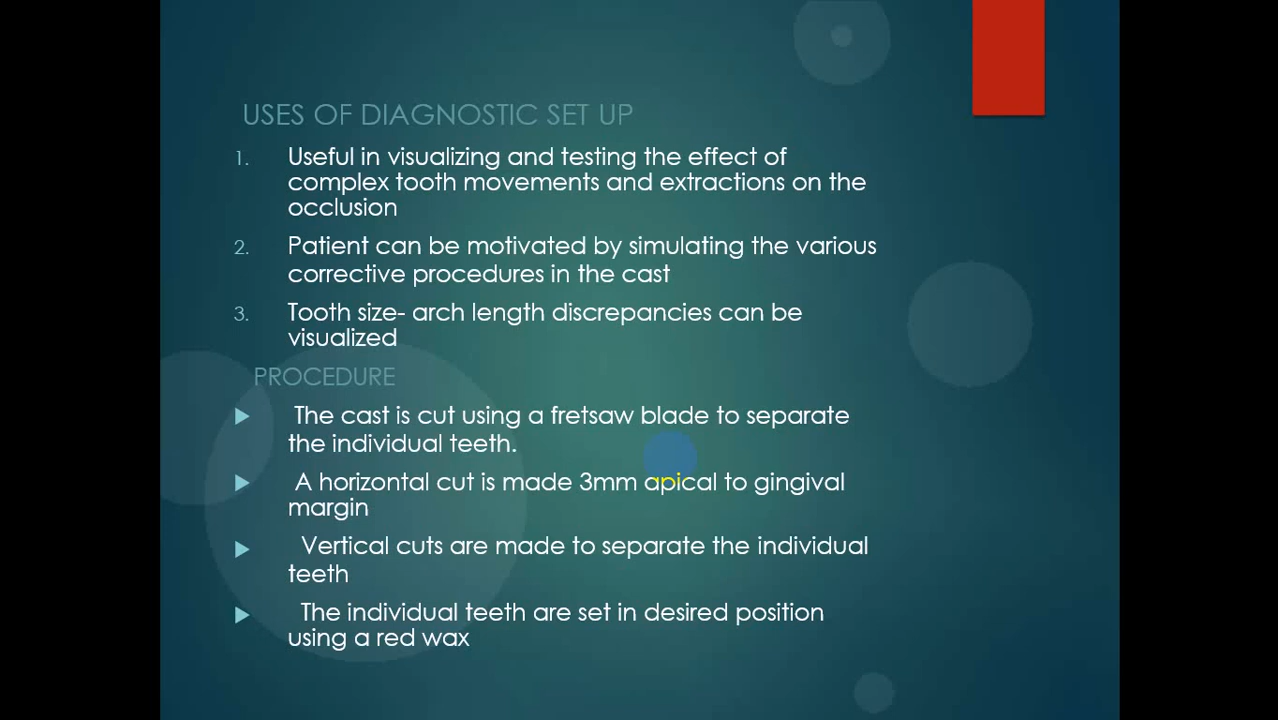 USES OF DIAGNOSTIC SET UP
1. Useful in visualizing and testing the effect of
complex tooth movements and extractions on the
occlusion
2. Patient can be motivated by simulating the various
corrective procedures in the cast
3. Tooth size- arch length discrepancies can be
visualized
PROCEDURE
The cast is cut using a fretsaw blade to separate
the individual teeth.
A horizontal cut is made 3mm apical to gingival
margin
Vertical cuts are made to separate the individual
teeth
The individual teeth are set in desired position
using a red wax